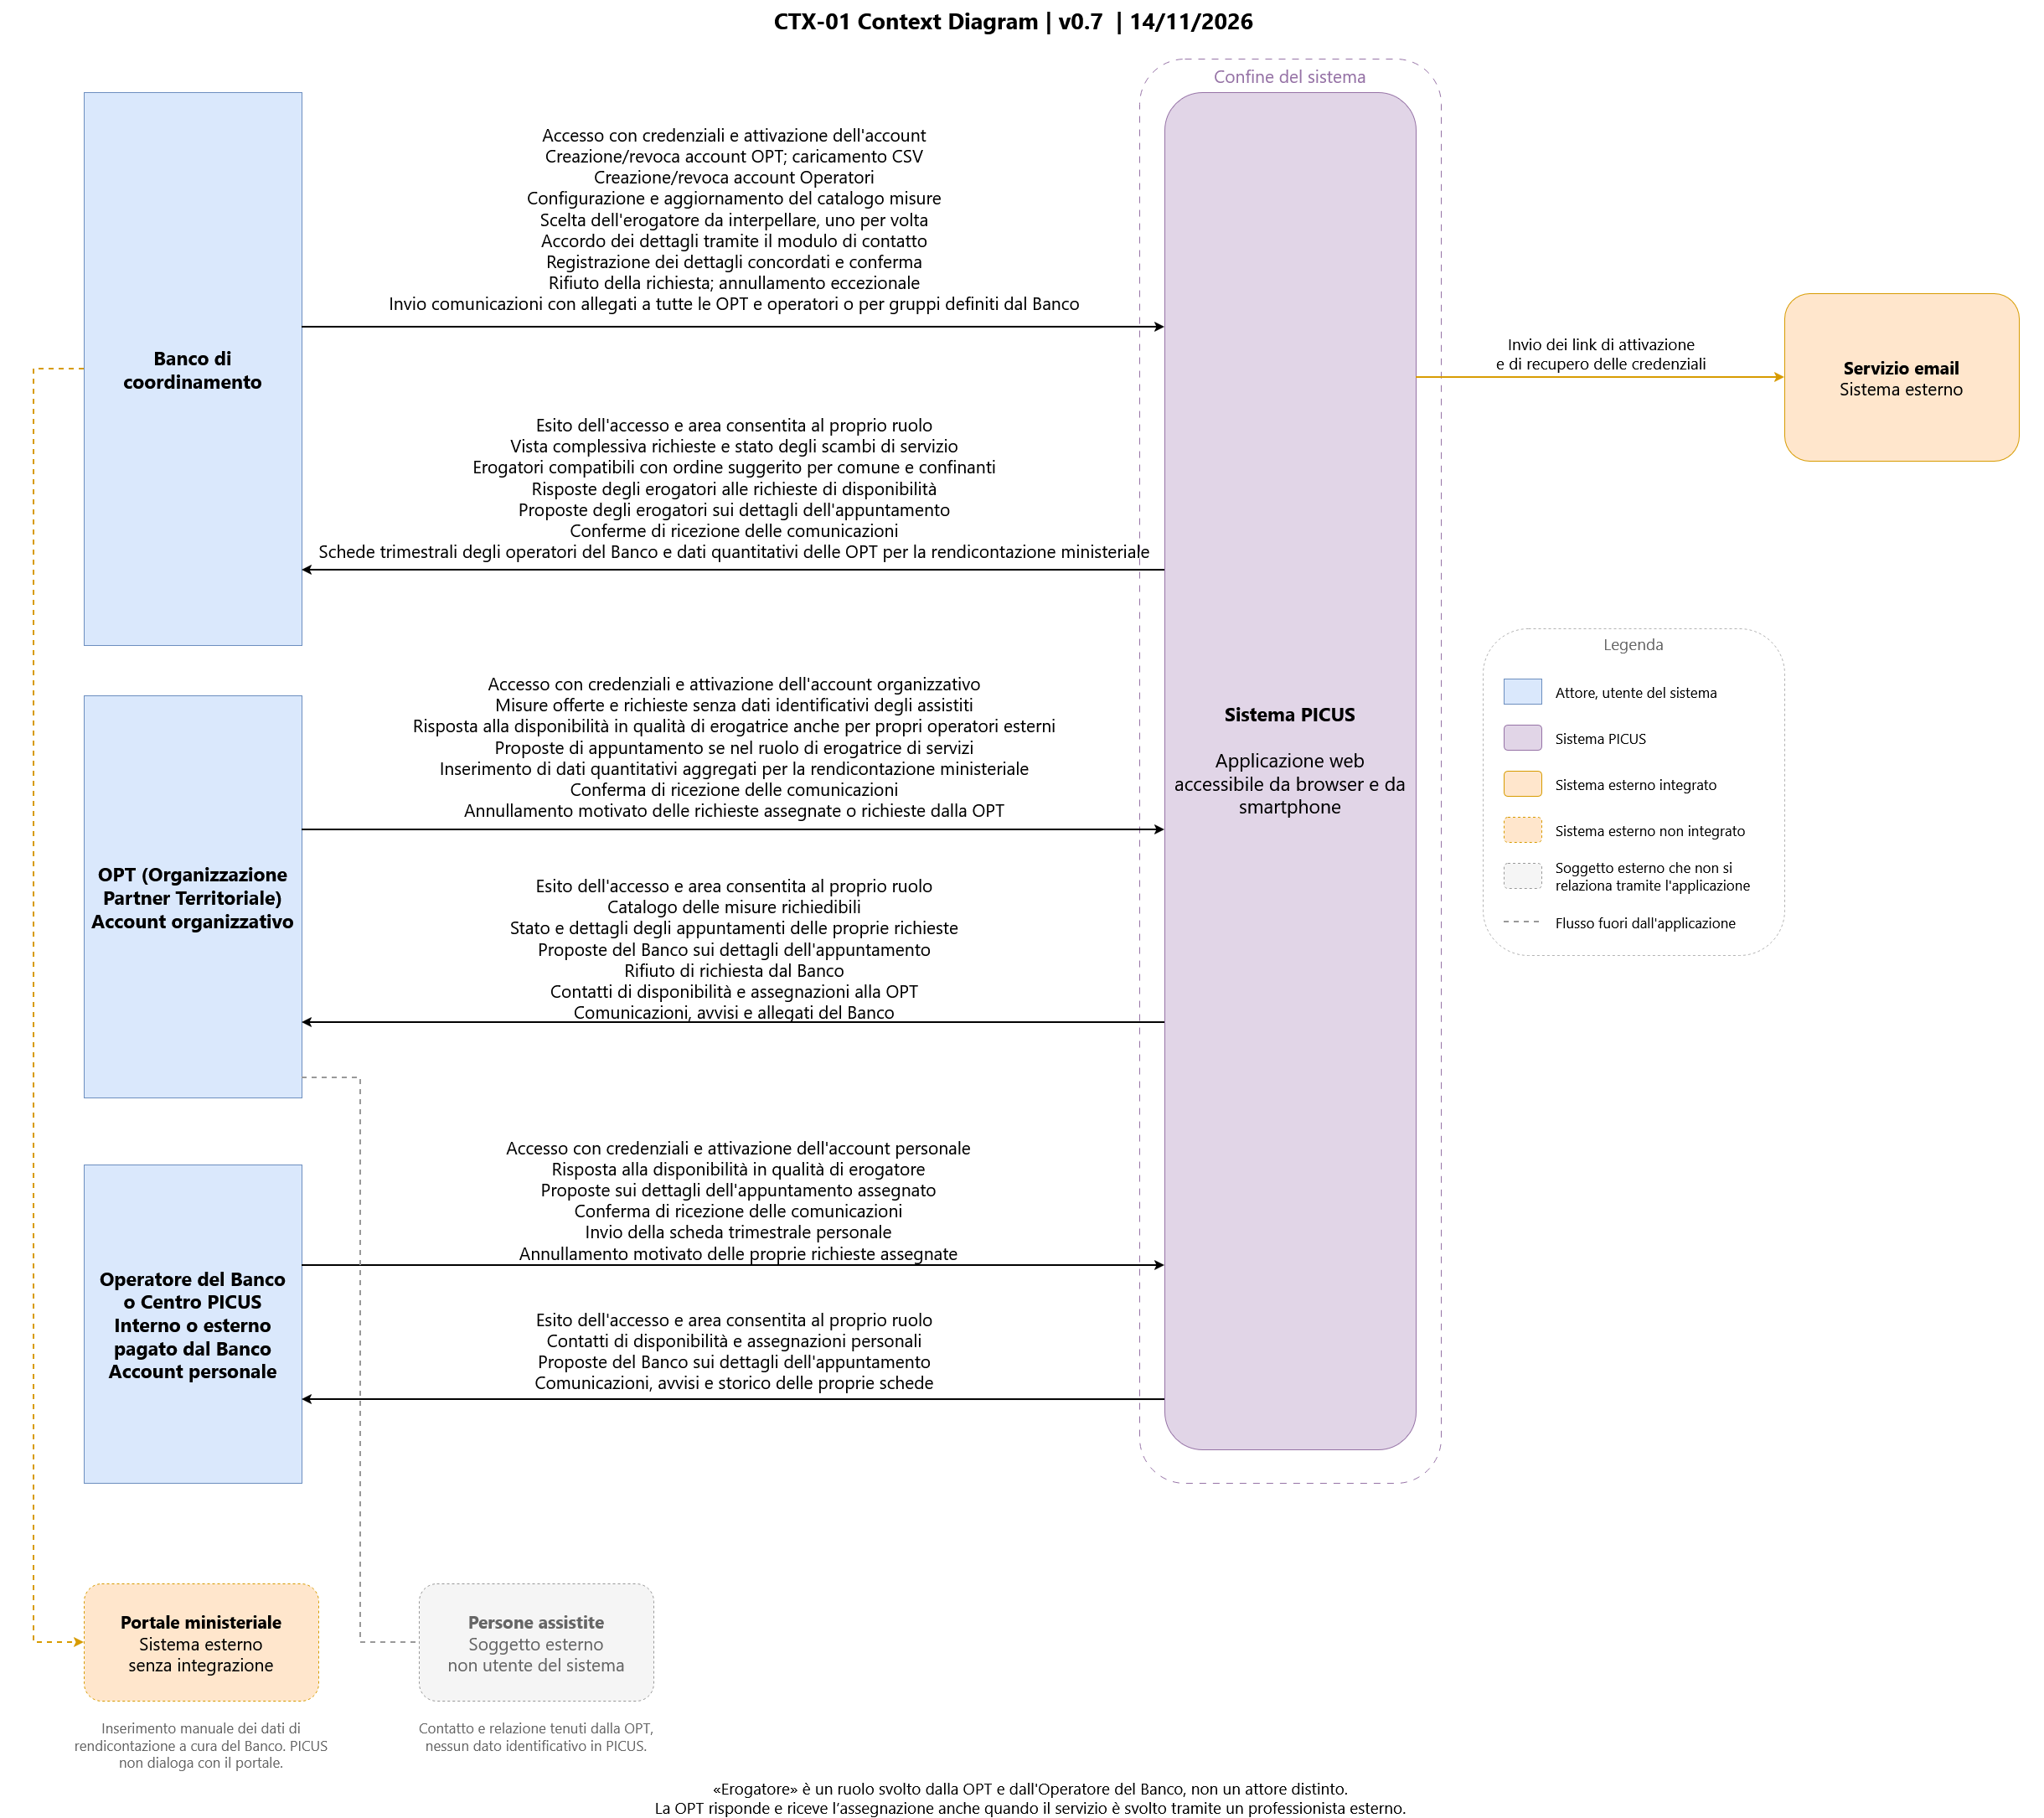 CTX-01 Context Diagram | v0.7 | 14/11/2026
Confine del sistema
Accesso con credenziali e attivazione dell'account
Creazione/revoca account OPT; caricamento CSV
Creazione/revoca account Operatori
Configurazione e aggiornamento del catalogo misure
Scelta dell'erogatore da interpellare, uno per volta
Accordo dei dettagli tramite il modulo di contatto
Registrazione dei dettagli concordati e conferma
Rifiuto della richiesta; annullamento eccezionale
Invio comunicazioni con allegati a tutte le OPT e operatori o per gruppi definiti dal Banco
Banco di
coordinamento
Invio dei link di attivazione
e di recupero delle credenziali
Servizio email
Sistema esterno
Esito dell'accesso e area consentita al proprio ruolo
Vista complessiva richieste e stato degli scambi di servizio
Erogatori compatibili con ordine suggerito per comune e confinanti
Risposte degli erogatori alle richieste di disponibilità
Proposte degli erogatori sui dettagli dell'appuntamento
Conferme di ricezione delle comunicazioni
Schede trimestrali degli operatori del Banco e dati quantitativi delle OPT per la rendicontazione ministeriale
Accesso con credenziali e attivazione dell'account organizzativo
Misure offerte e richieste senza dati identificativi degli assistiti
Risposta alla disponibilità in qualità di erogatrice anche per propri operatori esterni
Proposte di appuntamento se nel ruolo di erogatrice di servizi
Inserimento di dati quantitativi aggregati per la rendicontazione ministeriale
Conferma di ricezione delle comunicazioni
Annullamento motivato delle richieste assegnate o richieste dalla OPT
Sistema PICUS
Applicazione web
accessibile da browser e da
smartphone
Legenda
Attore, utente del sistema
Sistema PICUS
Sistema esterno integrato
Sistema esterno non integrato
Soggetto esterno che non si
relaziona tramite l'applicazione
Flusso fuori dall'applicazione
OPT (Organizzazione
Partner Territoriale)
Account organizzativo
Esito dell'accesso e area consentita al proprio ruolo
Catalogo delle misure richiedibili
Stato e dettagli degli appuntamenti delle proprie richieste
Proposte del Banco sui dettagli dell'appuntamento
Rifiuto di richiesta dal Banco
Contatti di disponibilità e assegnazioni alla OPT
Comunicazioni, avvisi e allegati del Banco
Accesso con credenziali e attivazione dell'account personale
Risposta alla disponibilità in qualità di erogatore
Proposte sui dettagli dell'appuntamento assegnato
Conferma di ricezione delle comunicazioni
Invio della scheda trimestrale personale
Annullamento motivato delle proprie richieste assegnate
Operatore del Banco
o Centro PICUS
Interno o esterno
pagato dal Banco
Account personale
Esito dell'accesso e area consentita al proprio ruolo
Contatti di disponibilità e assegnazioni personali
Proposte del Banco sui dettagli dell'appuntamento
Comunicazioni, avvisi e storico delle proprie schede
Portale ministeriale
Sistema esterno
senza integrazione
Persone assistite
Soggetto esterno
non utente del sistema
Inserimento manuale dei dati di
rendicontazione a cura del Banco. PICUS
non dialoga con il portale.
Contatto e relazione tenuti dalla OPT,
nessun dato identificativo in PICUS.
«Erogatore» è un ruolo svolto dalla OPT e dall'Operatore del Banco, non un attore distinto.
La OPT risponde e riceve l’assegnazione anche quando il servizio è svolto tramite un professionista esterno.